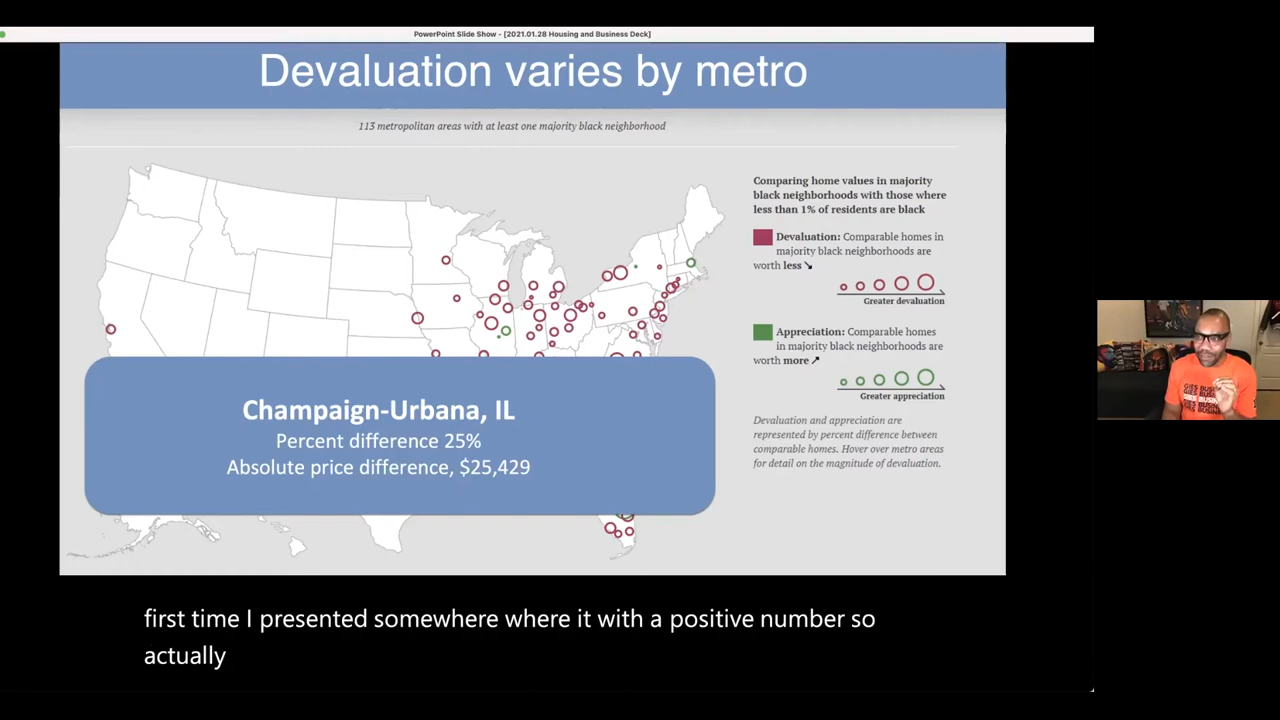 PowerPoint Slide Show - [2021.01.28 Housing and Business Deck]
Devaluation varies by metro
113 metropolitan areas with at least one majority black neighborhood
Comparing home values in majority
black neighborhoods with those where
less than 1% of residents are black
Devaluation: Comparable homes in
majority black neighborhoods are
worth less ↘
Greater devaluation
Appreciation: Comparable homes
in majority black neighborhoods are
worth more ↗
Greater appreciation
Devaluation and appreciation are
represented by percent difference between
comparable homes. Hover over metro areas
for detail on the magnitude of devaluation.
Champaign-Urbana, IL
Percent difference 25%
Absolute price difference, $25,429
GIES BUSI
GIES BUSIN
first time I presented somewhere where it with a positive number so
actually